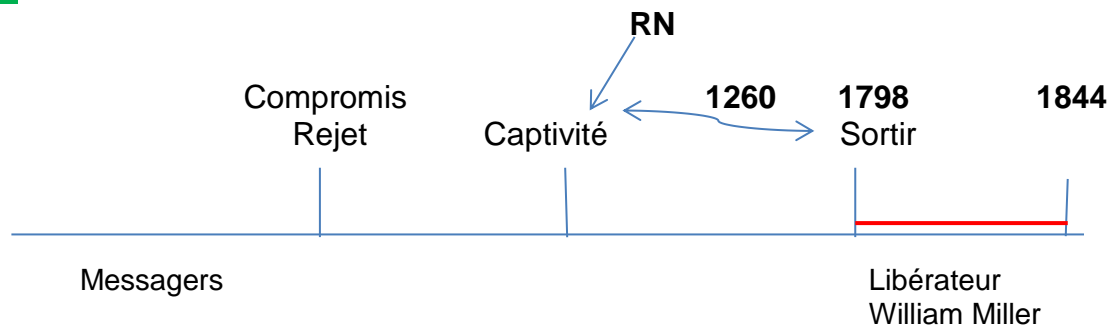 RN
Compromis 1260 1798 1844
Rejet Captivité Sortir
Messagers Libérateur
William Miller